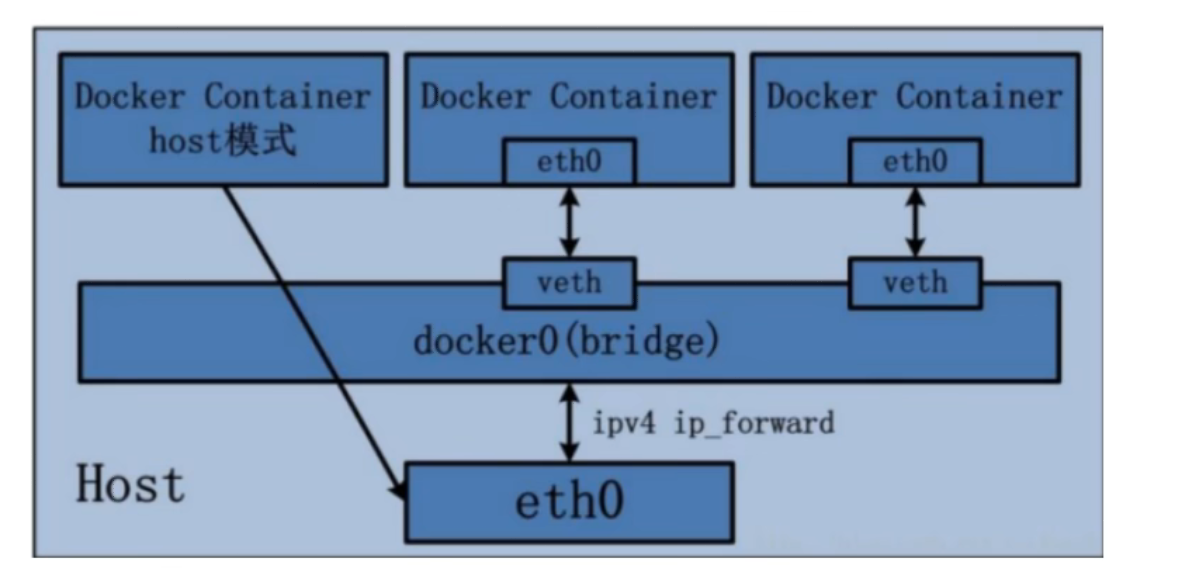 Docker Container
host模式
Docker Container
eth0
Docker Container
eth0
veth
veth
docker0(bridge)
ipv4 ip_forward
Host
eth0